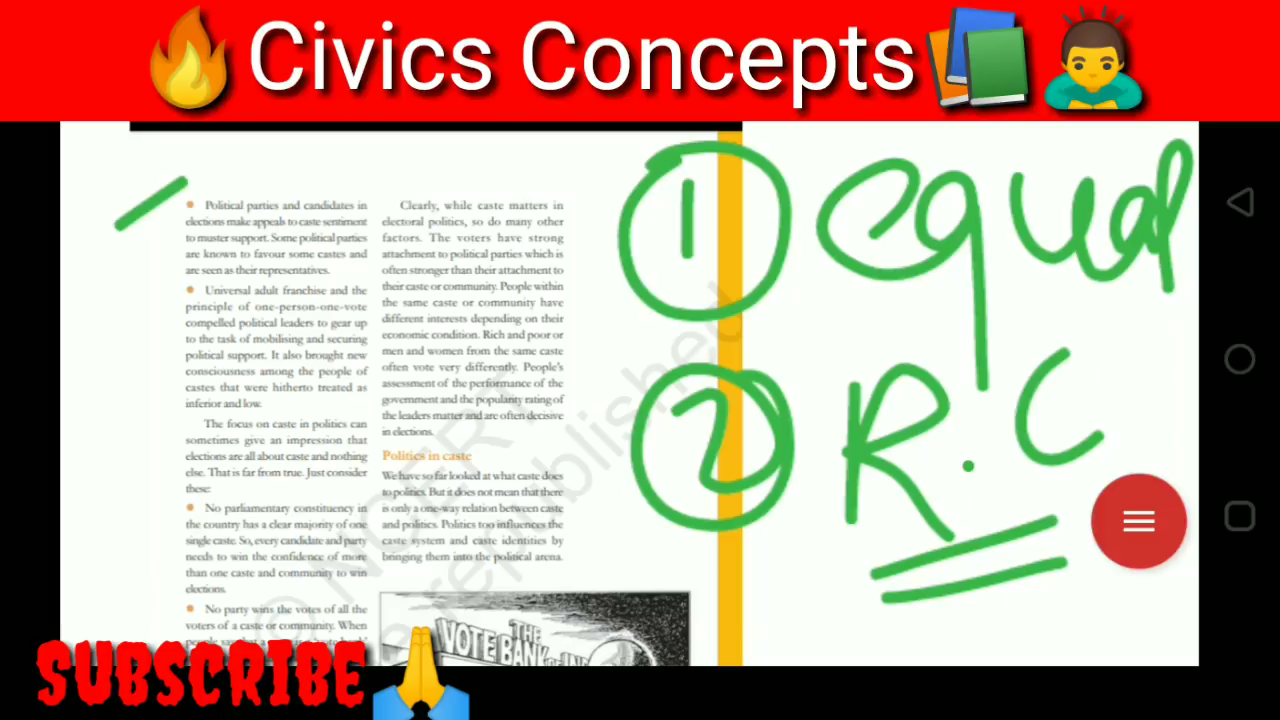 🔥Civics Concepts📚🙇‍♂️
Political parties and candidates in
elections make appeals to caste sentiment
to muster support. Some political parties
are known to favour some castes and
are seen as their representatives.
Universal adult franchise and the
principle of one-person-one-vote
compelled political leaders to gear up
to the task of mobilising and securing
political support. It also brought new
consciousness among the people of
castes that were hitherto treated as
inferior and low.
The focus on caste in politics can
sometimes give an impression that
elections are all about caste and nothing
else. That is far from true. Just consider
these:
No parliamentary constituency in
the country has a clear majority of one
single caste. So, every candidate and party
needs to win the confidence of more
than one caste and community to win
elections.
No party wins the votes of all the
voters of a caste or community. When
people say that a
Clearly, while caste matters in
electoral politics, so do many other
factors. The voters have strong
attachment to political parties which is
often stronger than their attachment to
their caste or community. People within
the same caste or community have
different interests depending on their
economic condition. Rich and poor or
men and women from the same caste
often vote very differently. People's
assessment of the performance of the
government and the popularity rating of
the leaders matter and are often decisive
in elections.
Politics in caste
We have so far looked at what caste does
to politics. But it does not mean that there
is only a one-way relation between caste
and politics. Politics too influences the
caste system and caste identities by
bringing them into the political arena.
THE
VOTE BANK OF
© NCERT
republished
1 equal
2 R.C
SUBSCRIBE🙏